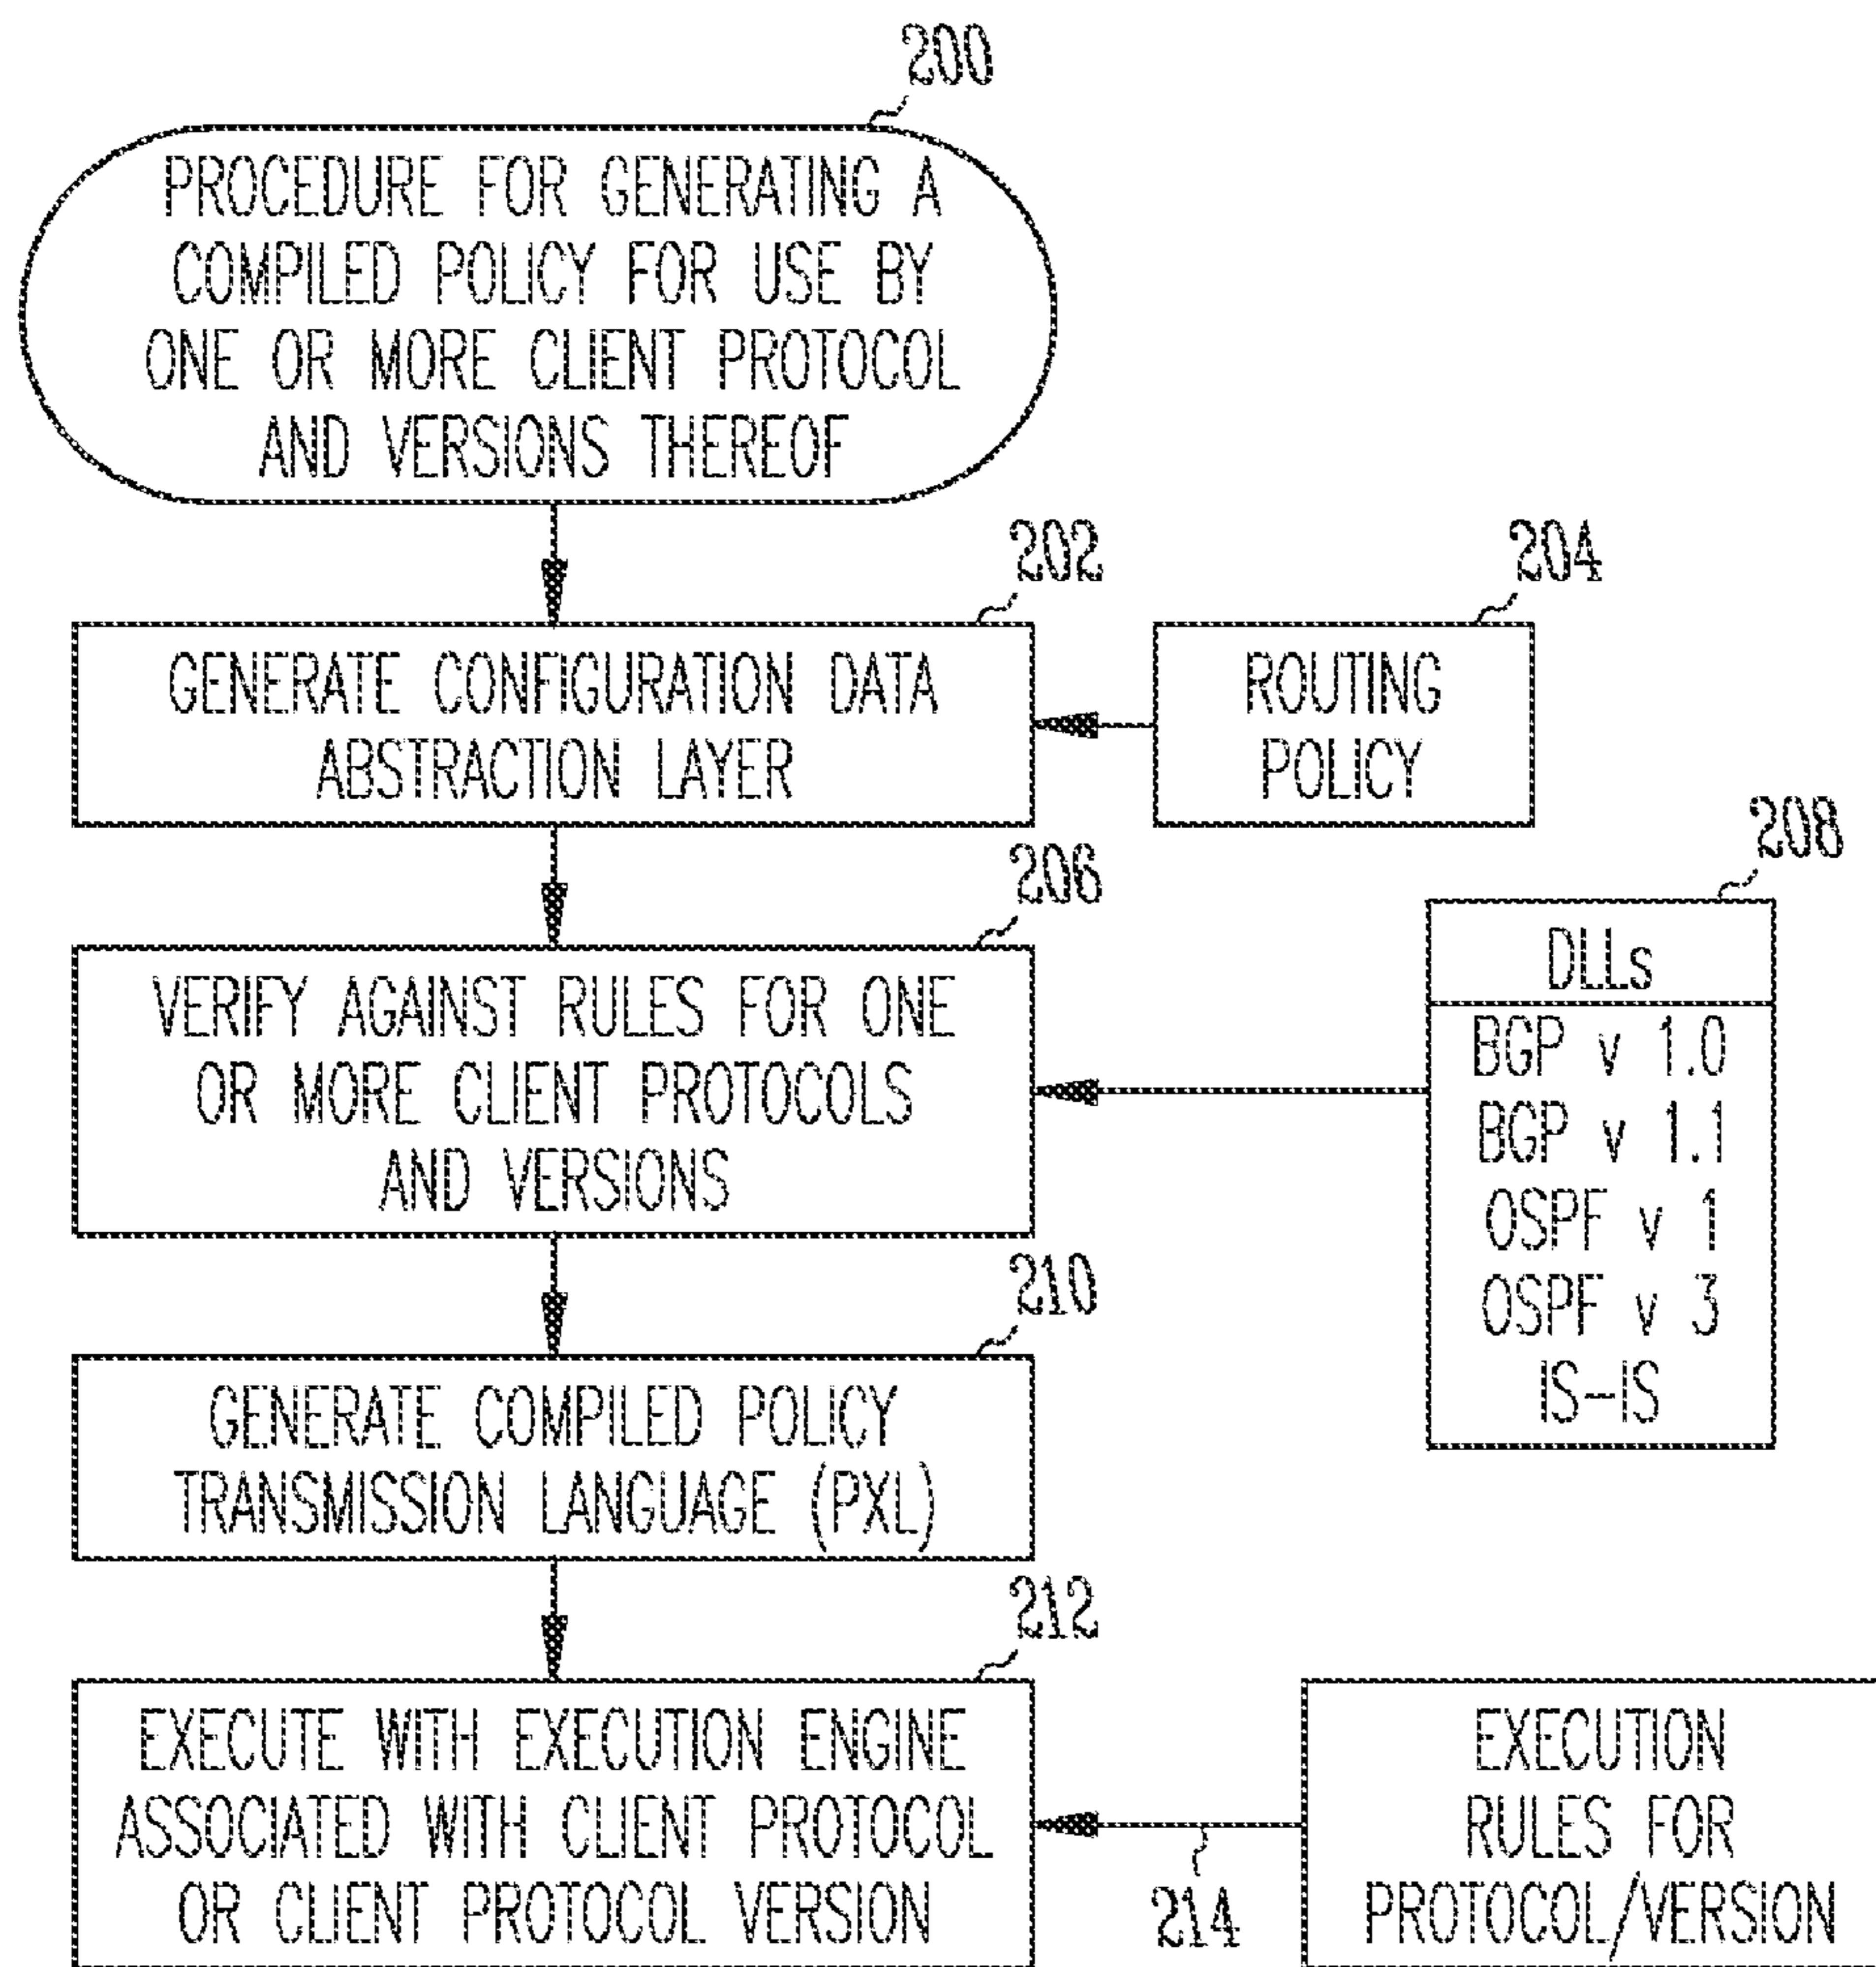 200
PROCEDURE FOR GENERATING A
COMPILED POLICY FOR USE BY
ONE OR MORE CLIENT PROTOCOL
AND VERSIONS THEREOF
202
GENERATE CONFIGURATION DATA
ABSTRACTION LAYER
204
ROUTING
POLICY
206
VERIFY AGAINST RULES FOR ONE
OR MORE CLIENT PROTOCOLS
AND VERSIONS
208
DLLs
BGP v 1.0
BGP v 1.1
OSPF v 1
OSPF v 3
IS-IS
210
GENERATE COMPILED POLICY
TRANSMISSION LANGUAGE (PXL)
212
EXECUTE WITH EXECUTION ENGINE
ASSOCIATED WITH CLIENT PROTOCOL
OR CLIENT PROTOCOL VERSION
214
EXECUTION
RULES FOR
PROTOCOL/VERSION